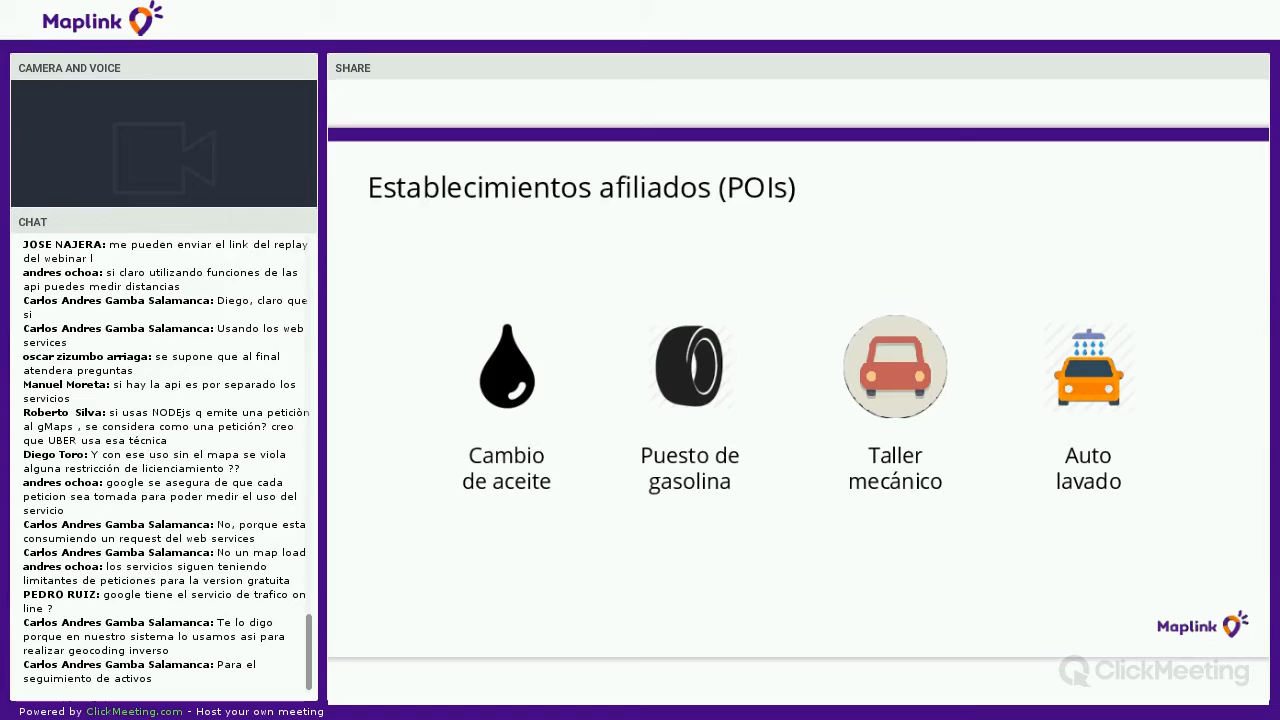 Maplink
CAMERA AND VOICE
CHAT
JOSE NAJERA: me pueden enviar el link del replay
del webinar l
andres ochoa: si claro utilizando funciones de las
api puedes medir distancias
Carlos Andres Gamba Salamanca: Diego, claro que
si
Carlos Andres Gamba Salamanca: Usando los web
services
oscar zizumbo arriaga: se supone que al final
atendera preguntas
Manuel Moreta: si hay la api es por separado los
servicios
Roberto Silva: si usas NODEjs q emite una petición
al gMaps , se considera como una petición? creo
que UBER usa esa técnica
Diego Toro: Y con ese uso sin el mapa se viola
alguna restricción de licienciamiento ??
andres ochoa: google se asegura de que cada
peticion sea tomada para poder medir el uso del
servicio
Carlos Andres Gamba Salamanca: No, porque esta
consumiendo un request del web services
Carlos Andres Gamba Salamanca: No un map load
andres ochoa: los servicios siguen teniendo
limitantes de peticiones para la version gratuita
PEDRO RUIZ: google tiene el servicio de trafico on
line ?
Carlos Andres Gamba Salamanca: Te lo digo
porque en nuestro sistema lo usamos asi para
realizar geocoding inverso
Carlos Andres Gamba Salamanca: Para el
seguimiento de activos
Powered by ClickMeeting.com - Host your own meeting
SHARE
Establecimientos afiliados (POIs)
Cambio
de aceite
Puesto de
gasolina
Taller
mecánico
Auto
lavado
Maplink
ClickMeeting